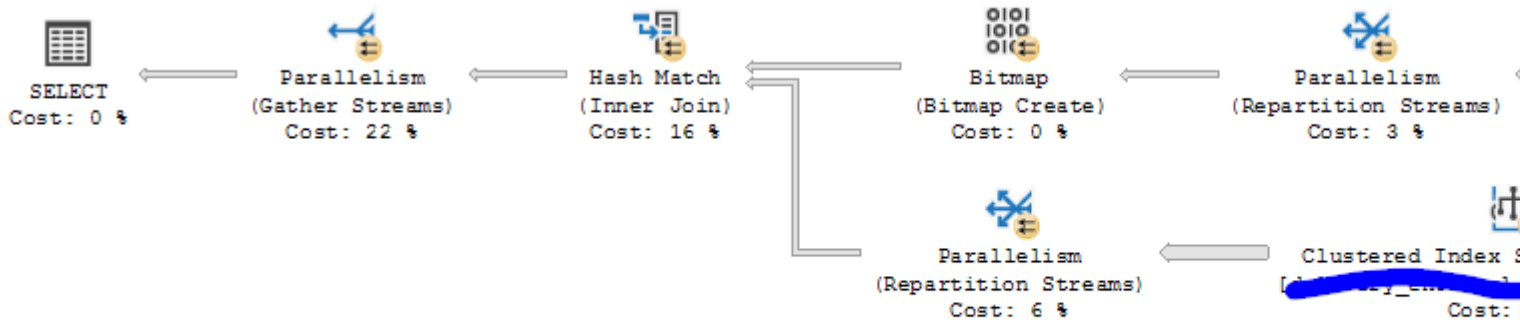 SELECT
Cost: 0 %
Parallelism
(Gather Streams)
Cost: 22 %
Hash Match
(Inner Join)
Cost: 16 %
Bitmap
(Bitmap Create)
Cost: 0 %
Parallelism
(Repartition Streams)
Cost: 3 %
Parallelism
(Repartition Streams)
Cost: 6 %
Clustered Index S
Cost: